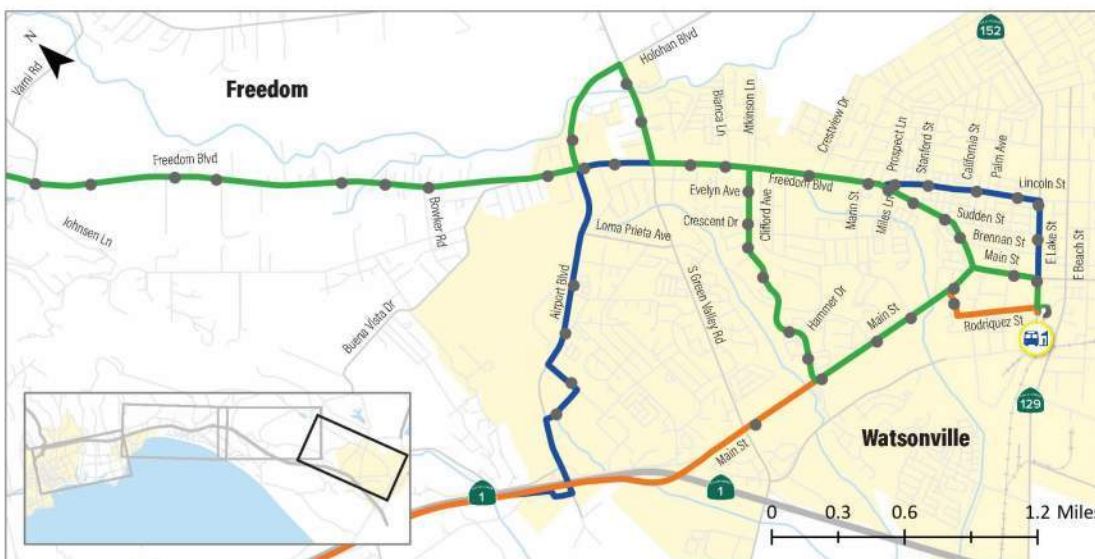 N
152
Varni Rd
Freedom
Holohan Blvd
Bianca Ln
Atkinson Ln
Crestview Dr
Prospect Ln
Stanford St
California St
Palm Ave
Freedom Blvd
Freedom Blvd
Lincoln St
Evelyn Ave
Mann St
Miles Ln
Sudden St
Johnsen Ln
Bowker Rd
Loma Prieta Ave
Crescent Dr
Clifford Ave
Brennan St
Main St
E Lake St
E Beach St
Airport Blvd
S Green Valley Rd
Hammer Dr
Main St
Rodriquez St
Buena Vista Dr
129
Main St
Watsonville
1
1
0 0.3 0.6 1.2 Miles